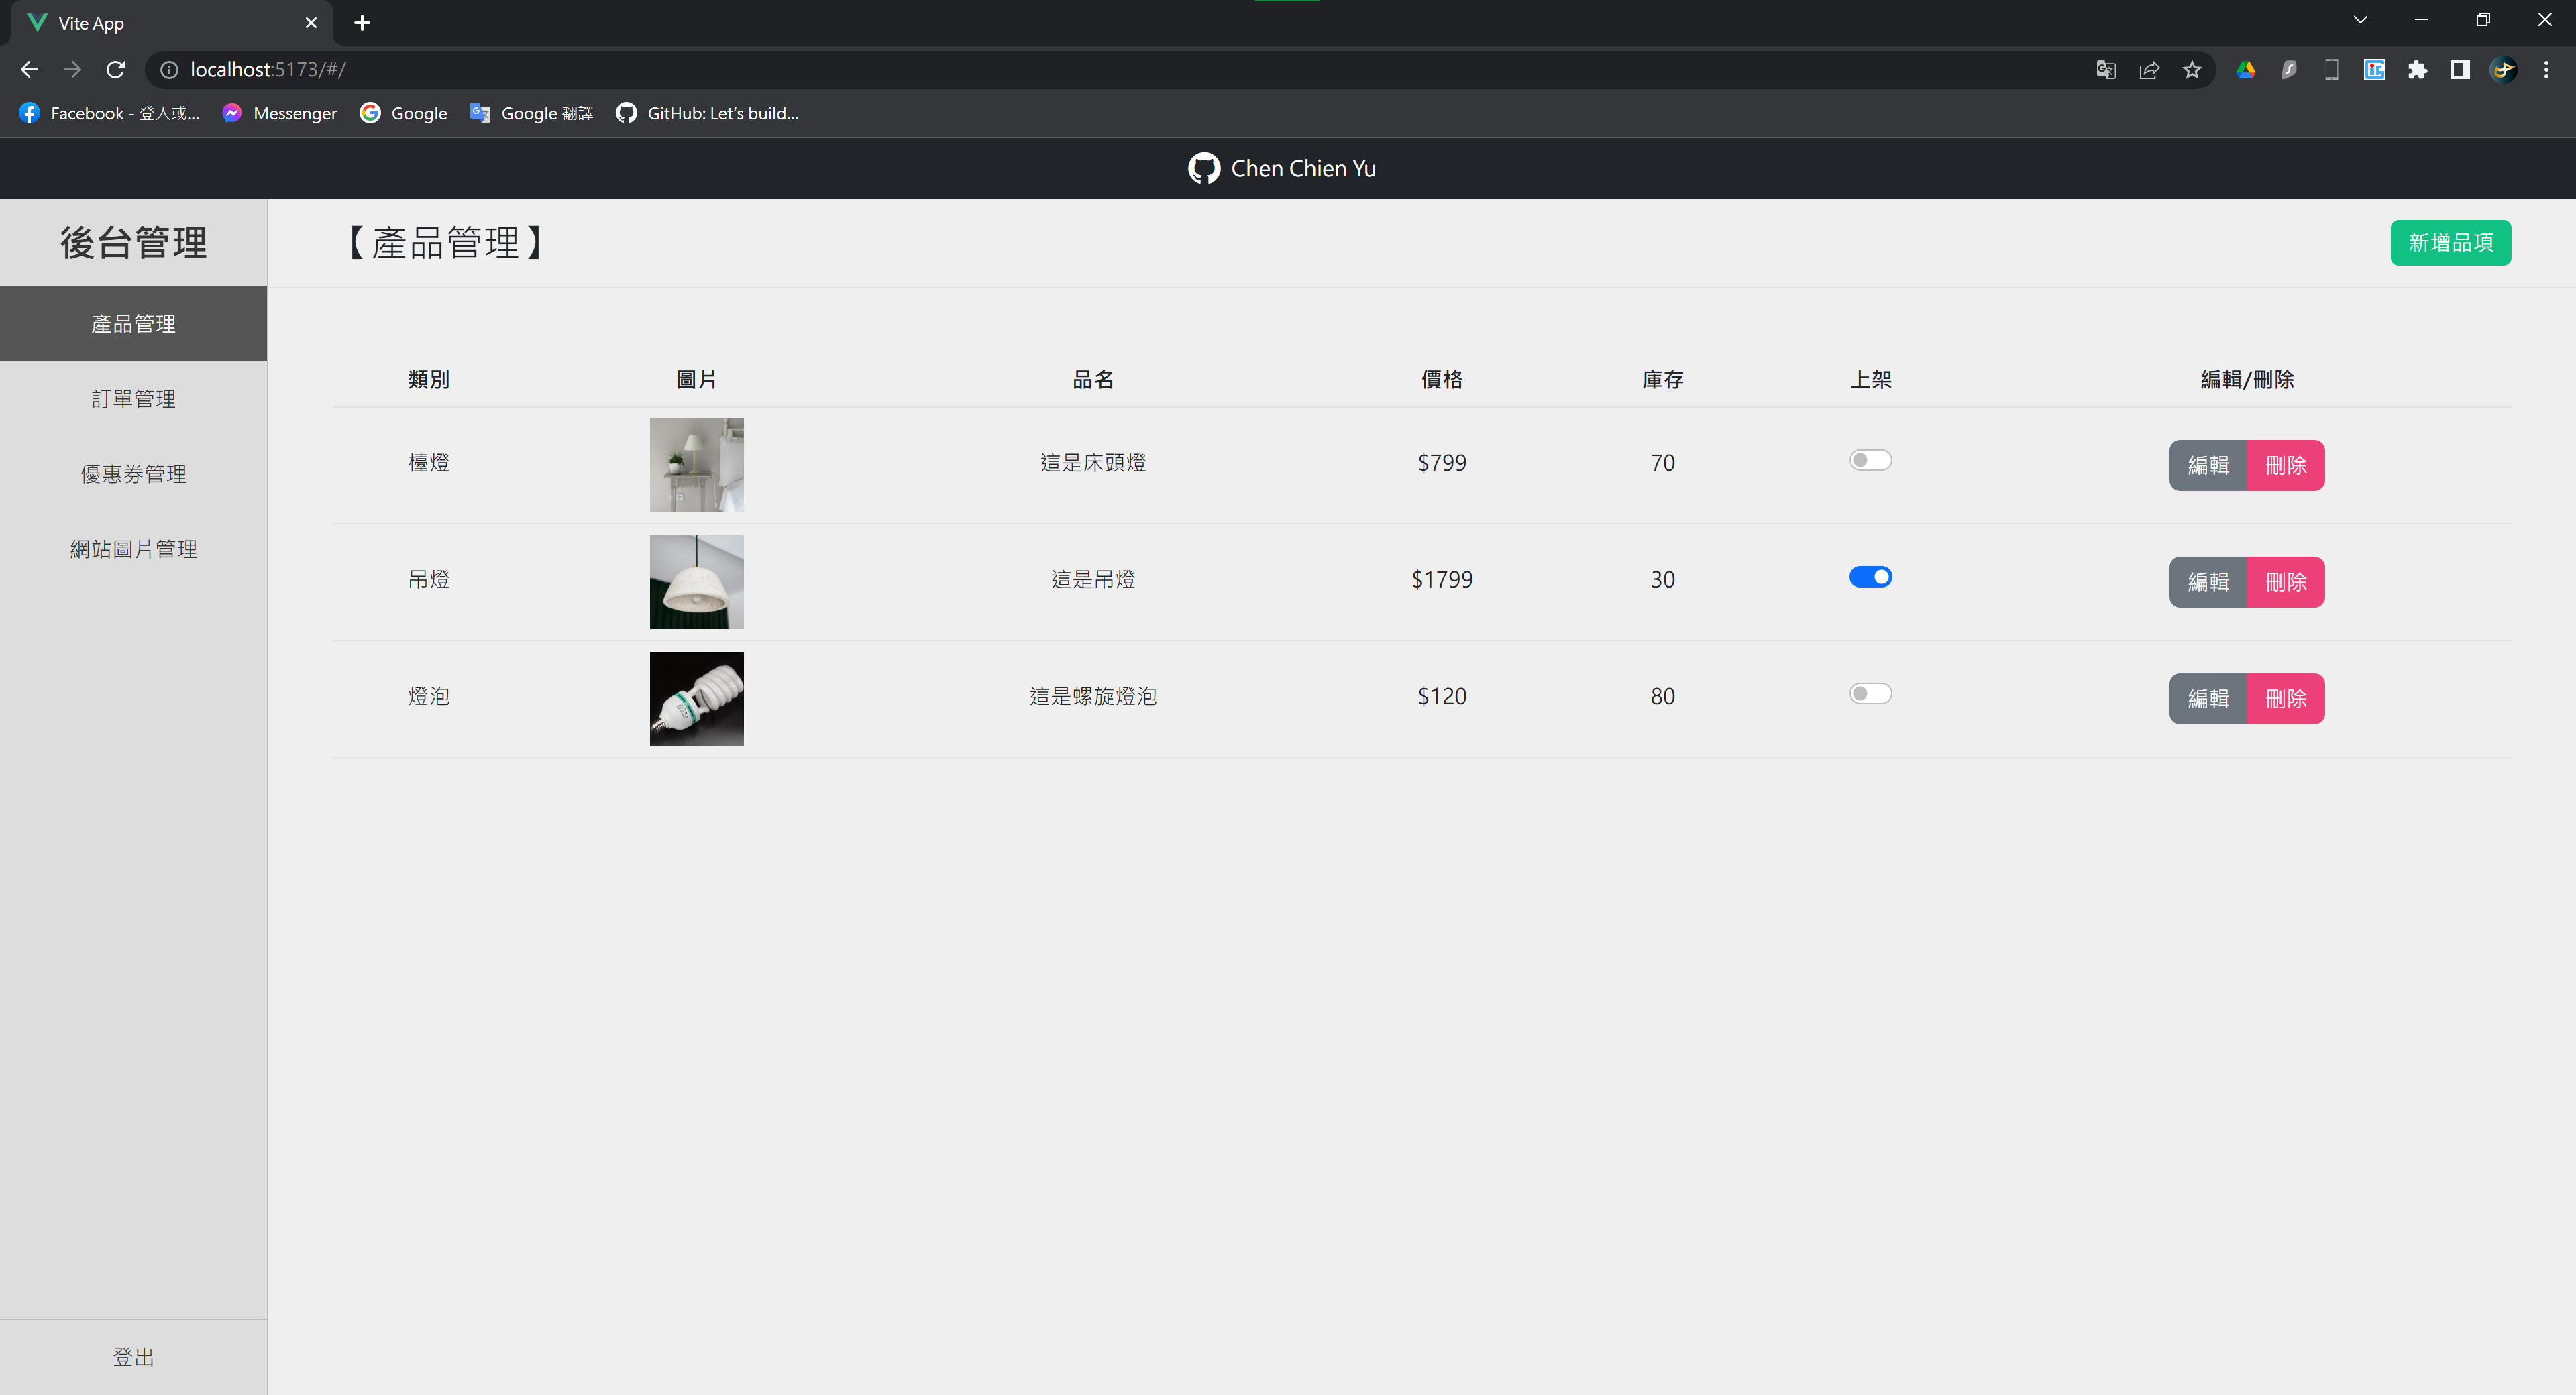 Vite App
localhost:5173/#/
Facebook - 登入或...
Messenger
Google
Google 翻譯
GitHub: Let's build...
Chen Chien Yu
後台管理
產品管理
訂單管理
優惠券管理
網站圖片管理
登出
【產品管理】
新增品項
類別 圖片 品名 價格 庫存 上架 編輯/刪除
檯燈 這是床頭燈 $799 70 編輯 刪除
吊燈 這是吊燈 $1799 30 編輯 刪除
燈泡 這是螺旋燈泡 $120 80 編輯 刪除